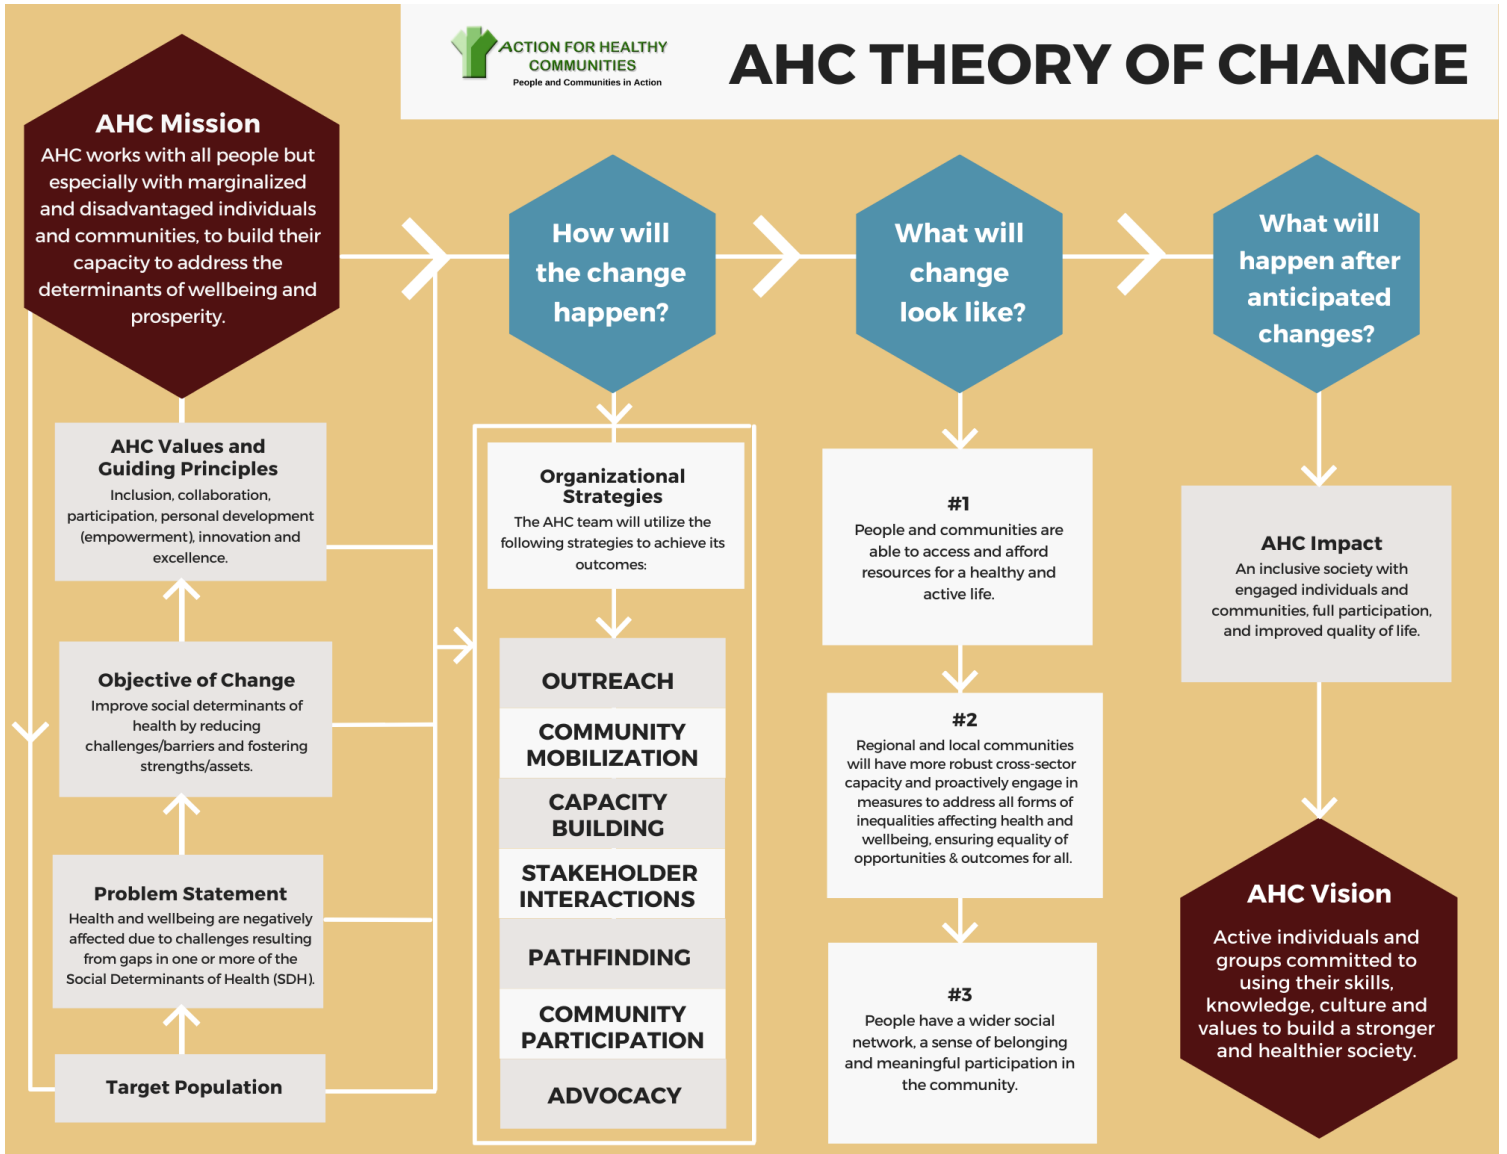 ACTION FOR HEALTHY
COMMUNITIES
People and Communities in Action
AHC THEORY OF CHANGE
AHC Mission
AHC works with all people but
especially with marginalized
and disadvantaged individuals
and communities, to build their
capacity to address the
determinants of wellbeing and
prosperity.
AHC Values and
Guiding Principles
Inclusion, collaboration,
participation, personal development
(empowerment), innovation and
excellence.
Objective of Change
Improve social determinants of
health by reducing
challenges/barriers and fostering
strengths/assets.
Problem Statement
Health and wellbeing are negatively
affected due to challenges resulting
from gaps in one or more of the
Social Determinants of Health (SDH).
Target Population
How will
the change
happen?
Organizational
Strategies
The AHC team will utilize the
following strategies to achieve its
outcomes:
OUTREACH
COMMUNITY
MOBILIZATION
CAPACITY
BUILDING
STAKEHOLDER
INTERACTIONS
PATHFINDING
COMMUNITY
PARTICIPATION
ADVOCACY
What will
change
look like?
#1
People and communities are
able to access and afford
resources for a healthy and
active life.
#2
Regional and local communities
will have more robust cross-sector
capacity and proactively engage in
measures to address all forms of
inequalities affecting health and
wellbeing, ensuring equality of
opportunities & outcomes for all.
#3
People have a wider social
network, a sense of belonging
and meaningful participation in
the community.
What will
happen after
anticipated
changes?
AHC Impact
An inclusive society with
engaged individuals and
communities, full participation,
and improved quality of life.
AHC Vision
Active individuals and
groups committed to
using their skills,
knowledge, culture and
values to build a stronger
and healthier society.